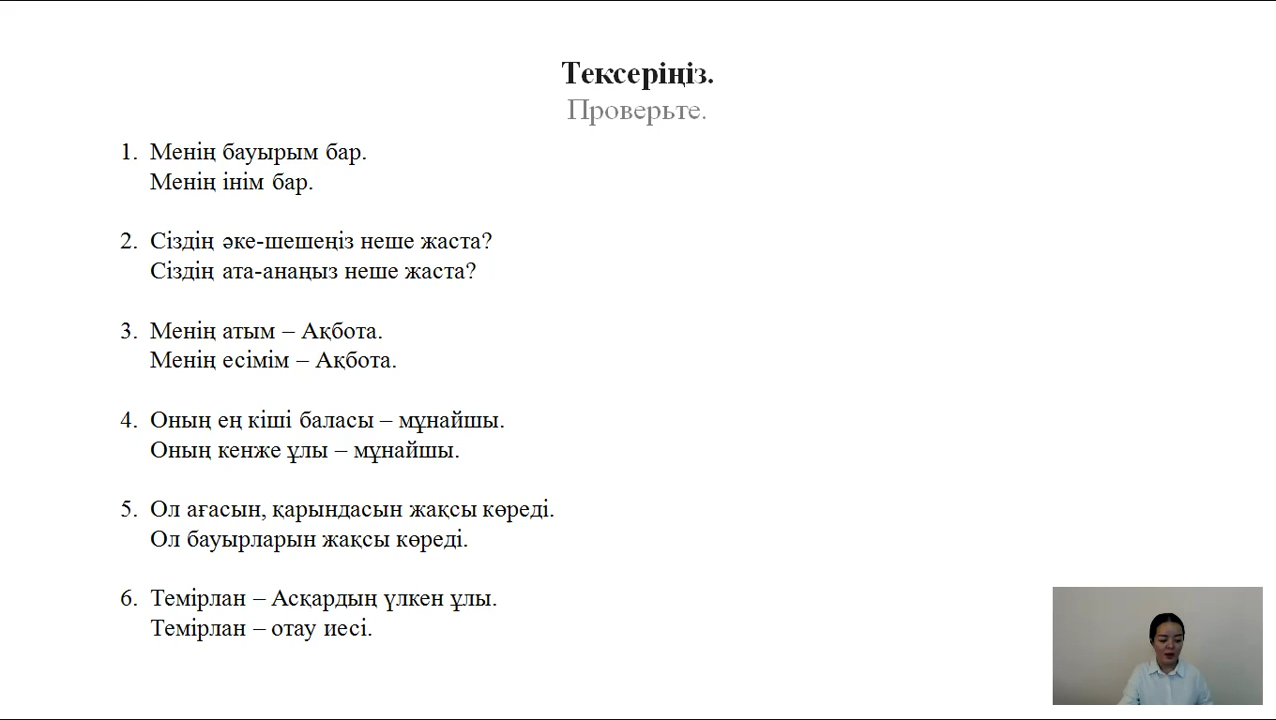 Тексеріңіз.
Проверьте.
1. Менің бауырым бар.
Менің інім бар.
2. Сіздің әке-шешеңіз неше жаста?
Сіздің ата-анаңыз неше жаста?
3. Менің атым – Ақбота.
Менің есімім – Ақбота.
4. Оның ең кіші баласы – мұнайшы.
Оның кенже ұлы – мұнайшы.
5. Ол ағасын, қарындасын жақсы көреді.
Ол бауырларын жақсы көреді.
6. Темірлан – Асқардың үлкен ұлы.
Темірлан – отау иесі.